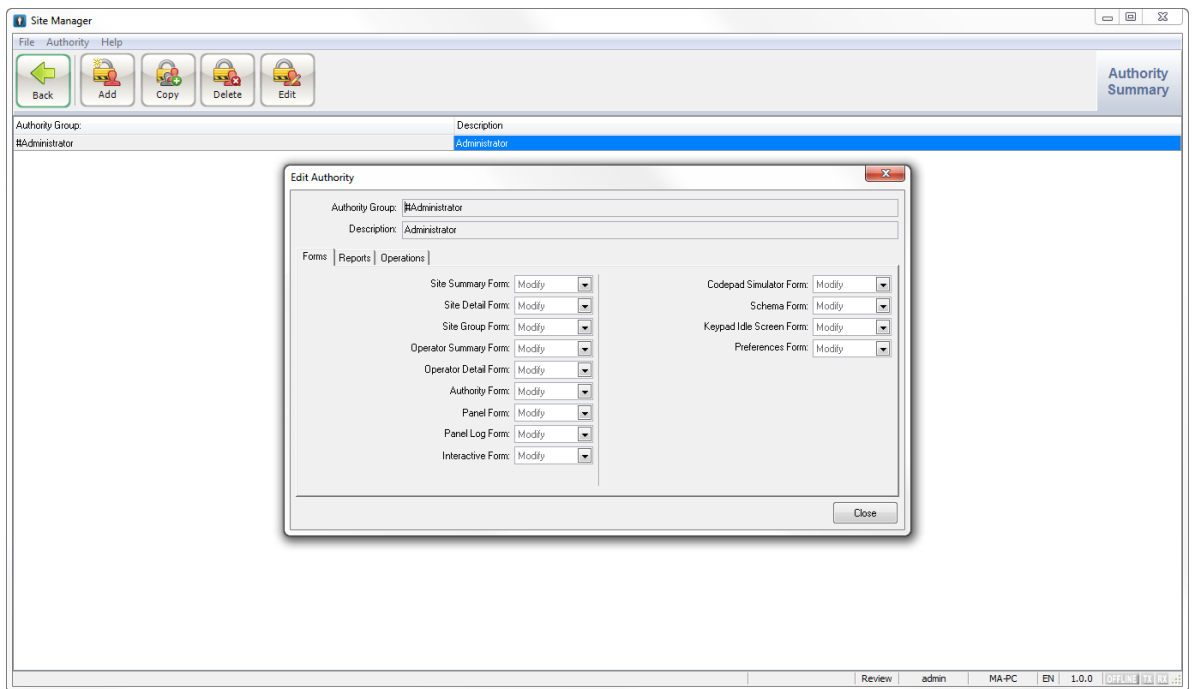 Site Manager
File Authority Help
Back Add Copy Delete Edit
Authority Summary
Authority Group: Description
#Administrator Administrator
Edit Authority
Authority Group: #Administrator
Description: Administrator
Forms Reports Operations
Site Summary Form: Modify Codepad Simulator Form: Modify
Site Detail Form: Modify Schema Form: Modify
Site Group Form: Modify Keypad Idle Screen Form: Modify
Operator Summary Form: Modify Preferences Form: Modify
Operator Detail Form: Modify
Authority Form: Modify
Panel Form: Modify
Panel Log Form: Modify
Interactive Form: Modify
Close
Review admin MA-PC EN 1.0.0 OFFLINE TX RX